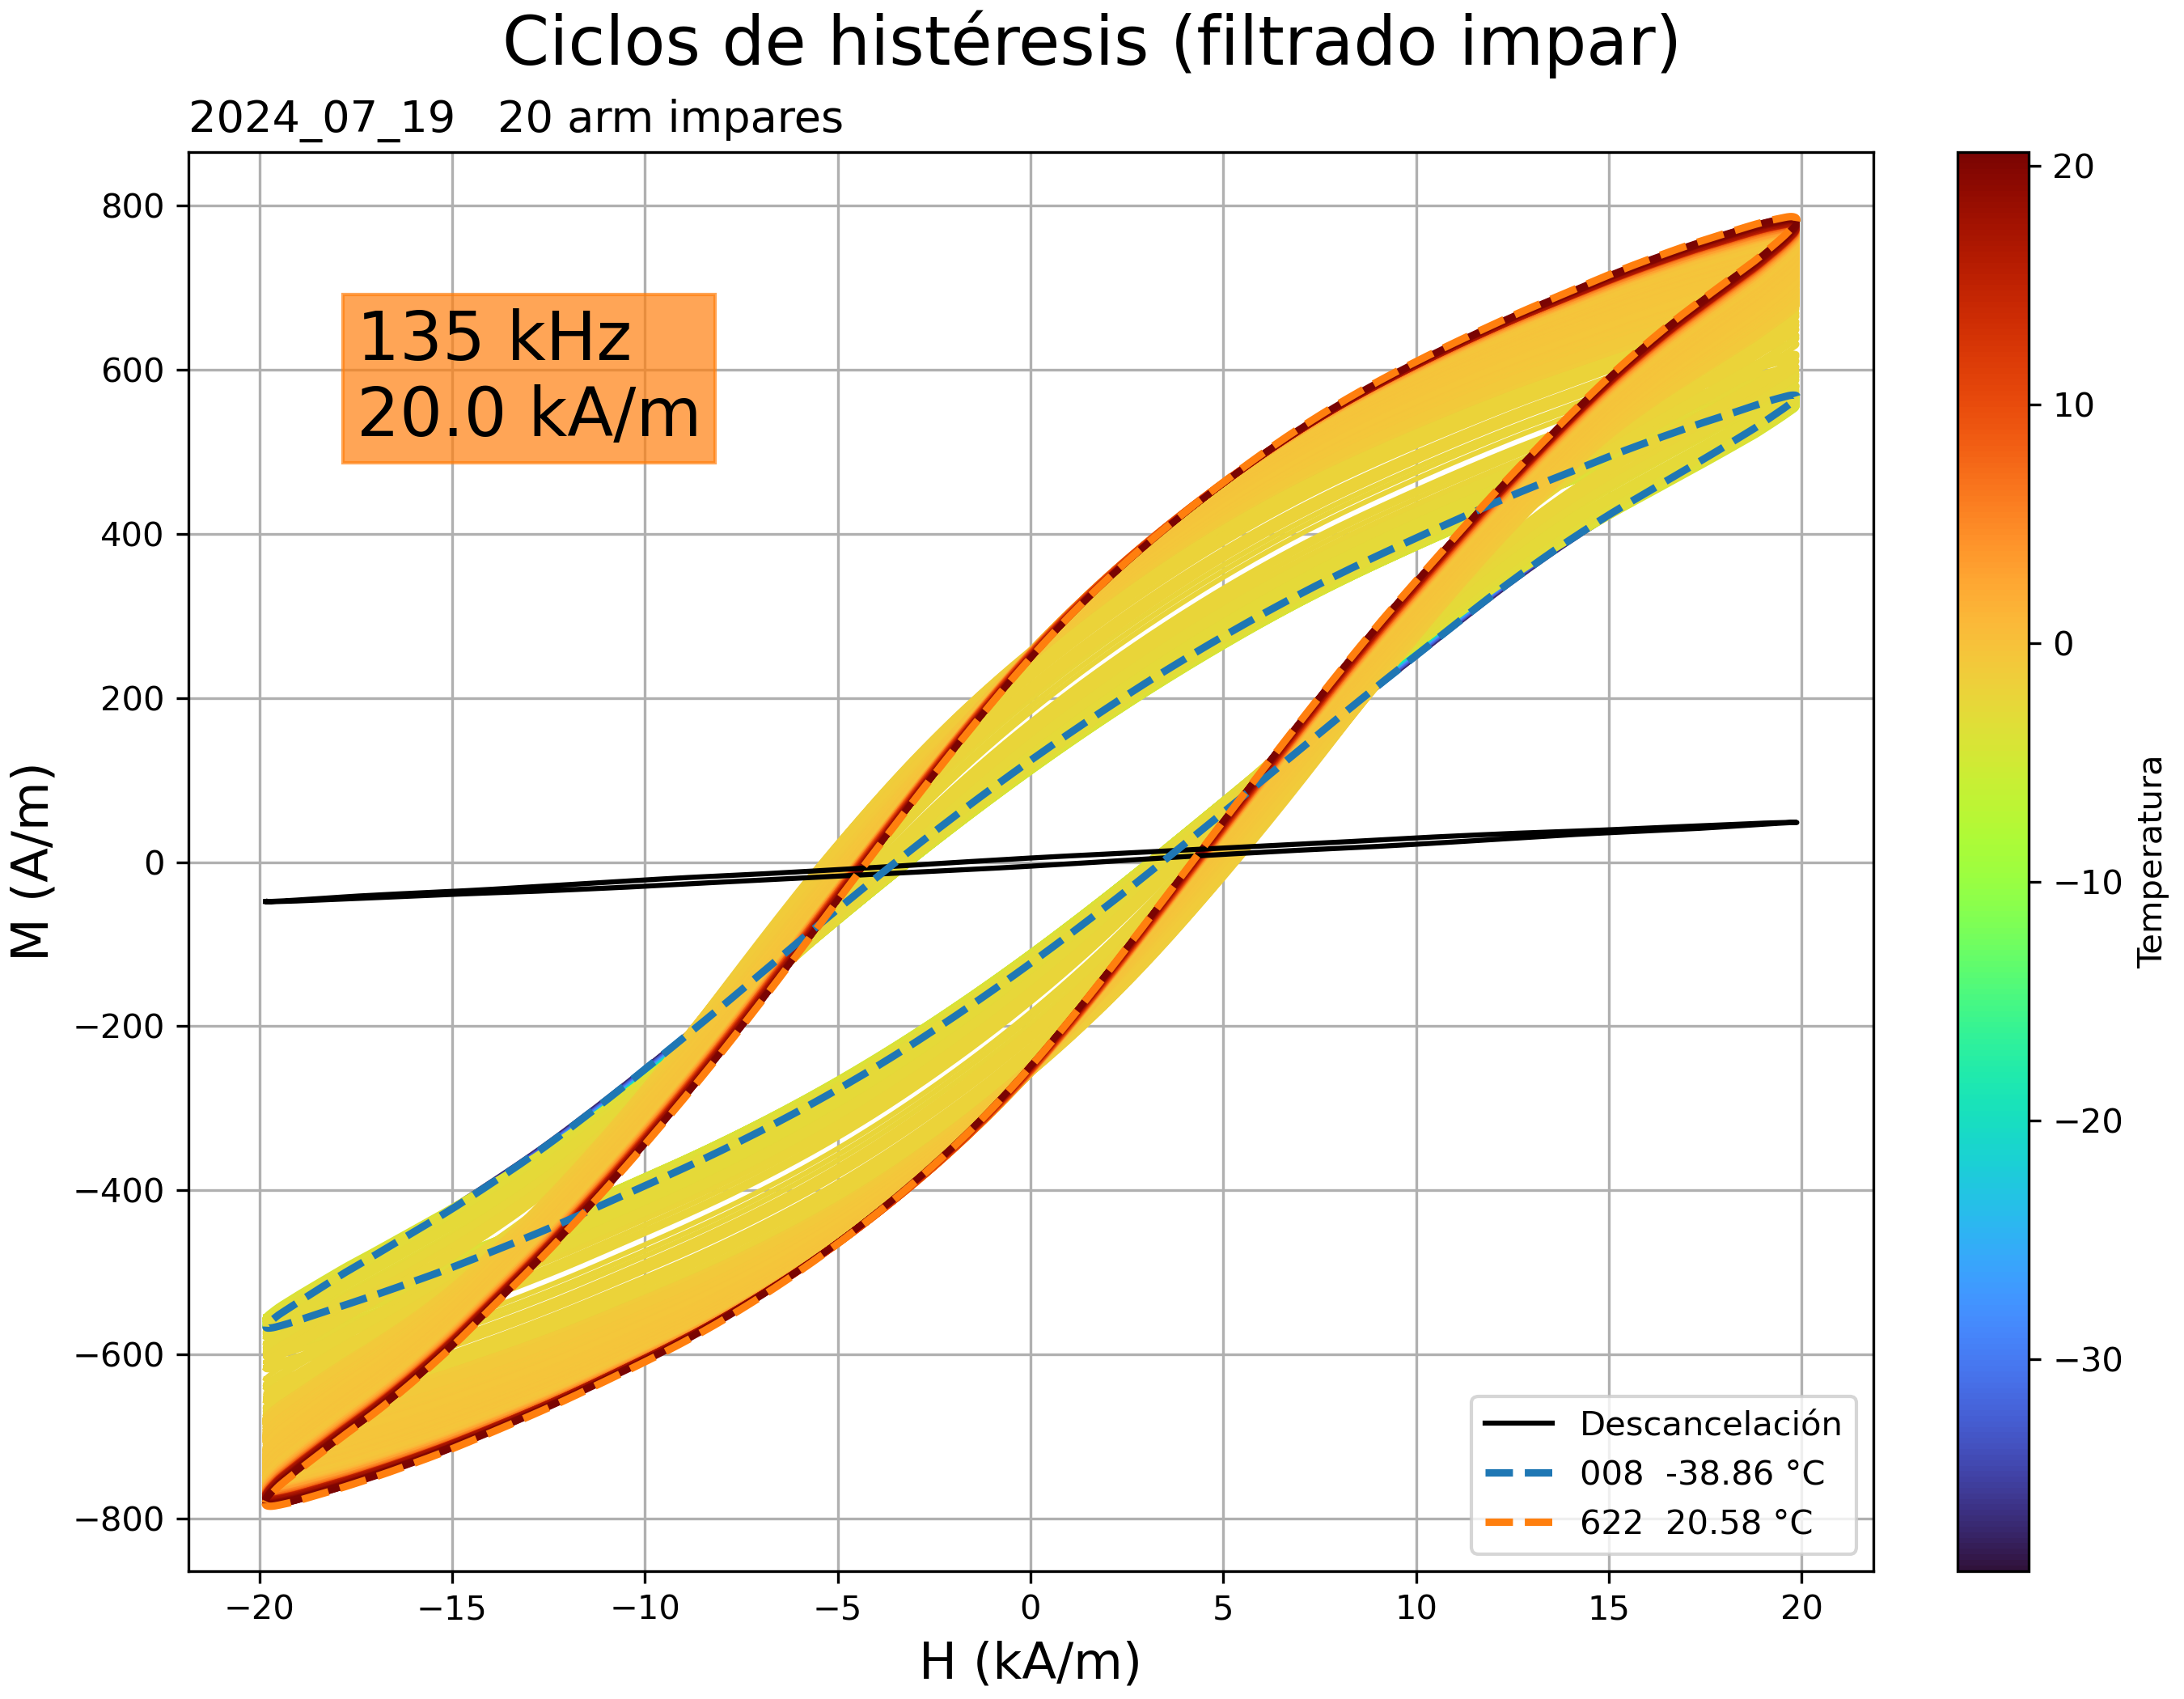 Ciclos de histéresis (filtrado impar)
2024_07_19   20 arm impares
135 kHz
20.0 kA/m
M (A/m)
800
600
400
200
0
−200
−400
−600
−800
−20
−15
−10
−5
0
5
10
15
20
H (kA/m)
Descancelación
008  -38.86 °C
622  20.58 °C
20
10
0
−10
−20
−30
Temperatura